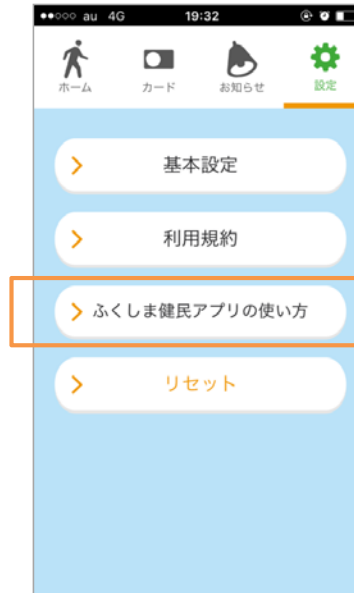 au 4G 19:32
ホーム カード お知らせ 設定
基本設定
利用規約
ふくしま健民アプリの使い方
リセット